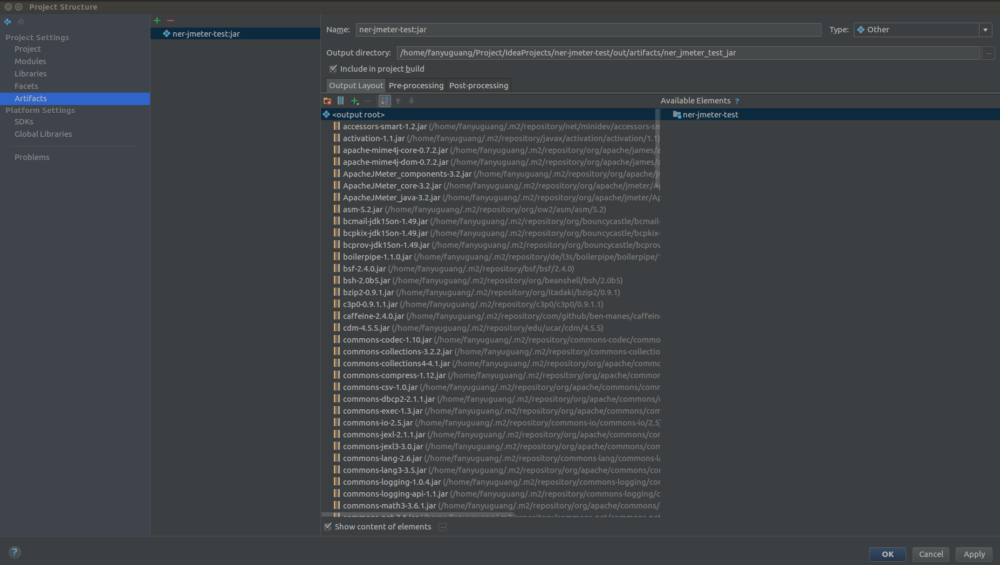 Project Structure
Project Settings
Project
Modules
Libraries
Facets
Artifacts
Platform Settings
SDKs
Global Libraries
Problems
ner-jmeter-test:jar
Name: ner-jmeter-test:jar Type: Other
Output directory: /home/fanyuguang/Project/IdeaProjects/ner-jmeter-test/out/artifacts/ner_jmeter_test_jar ...
Include in project build
Output Layout Pre-processing Post-processing
Available Elements ?
<output root>
accessors-smart-1.2.jar (/home/fanyuguang/.m2/repository/net/minidev/accessors-sm
activation-1.1.jar (/home/fanyuguang/.m2/repository/javax/activation/activation/1.1)
apache-mime4j-core-0.7.2.jar (/home/fanyuguang/.m2/repository/org/apache/james/a
apache-mime4j-dom-0.7.2.jar (/home/fanyuguang/.m2/repository/org/apache/james/a
ApacheJMeter_components-3.2.jar (/home/fanyuguang/.m2/repository/org/apache/jr
ApacheJMeter_core-3.2.jar (/home/fanyuguang/.m2/repository/org/apache/jmeter/Ap
ApacheJMeter_java-3.2.jar (/home/fanyuguang/.m2/repository/org/apache/jmeter/Ap
asm-5.2.jar (/home/fanyuguang/.m2/repository/org/ow2/asm/asm/5.2)
bcmail-jdk15on-1.49.jar (/home/fanyuguang/.m2/repository/org/bouncycastle/bcmail-
bcpkix-jdk15on-1.49.jar (/home/fanyuguang/.m2/repository/org/bouncycastle/bcpkix-
bcprov-jdk15on-1.49.jar (/home/fanyuguang/.m2/repository/org/bouncycastle/bcprov
boilerpipe-1.1.0.jar (/home/fanyuguang/.m2/repository/de/l3s/boilerpipe/boilerpipe/1
bsf-2.4.0.jar (/home/fanyuguang/.m2/repository/bsf/bsf/2.4.0)
bsh-2.0b5.jar (/home/fanyuguang/.m2/repository/org/beanshell/bsh/2.0b5)
bzip2-0.9.1.jar (/home/fanyuguang/.m2/repository/org/itadaki/bzip2/0.9.1)
c3p0-0.9.1.1.jar (/home/fanyuguang/.m2/repository/c3p0/c3p0/0.9.1.1)
caffeine-2.4.0.jar (/home/fanyuguang/.m2/repository/com/github/ben-manes/caffeine
cdm-4.5.5.jar (/home/fanyuguang/.m2/repository/edu/ucar/cdm/4.5.5)
commons-codec-1.10.jar (/home/fanyuguang/.m2/repository/commons-codec/commo
commons-collections-3.2.2.jar (/home/fanyuguang/.m2/repository/commons-collectio
commons-collections4-4.1.jar (/home/fanyuguang/.m2/repository/org/apache/commo
commons-compress-1.12.jar (/home/fanyuguang/.m2/repository/org/apache/common
commons-csv-1.0.jar (/home/fanyuguang/.m2/repository/org/apache/commons/comm
commons-dbcp2-2.1.1.jar (/home/fanyuguang/.m2/repository/org/apache/commons/c
commons-exec-1.3.jar (/home/fanyuguang/.m2/repository/org/apache/commons/com
commons-io-2.5.jar (/home/fanyuguang/.m2/repository/commons-io/commons-io/2.5)
commons-jexl-2.1.1.jar (/home/fanyuguang/.m2/repository/org/apache/commons/cor
commons-jexl3-3.0.jar (/home/fanyuguang/.m2/repository/org/apache/commons/com
commons-lang-2.6.jar (/home/fanyuguang/.m2/repository/commons-lang/commons-la
commons-lang3-3.5.jar (/home/fanyuguang/.m2/repository/org/apache/commons/cor
commons-logging-1.0.4.jar (/home/fanyuguang/.m2/repository/commons-logging/cor
commons-logging-api-1.1.jar (/home/fanyuguang/.m2/repository/commons-logging/c
commons-math3-3.6.1.jar (/home/fanyuguang/.m2/repository/org/apache/commons/
commons-net-3.6.jar (/home/fanyuguang/.m2/repository/commons-net/commons-net
ner-jmeter-test
Show content of elements ...
? OK Cancel Apply